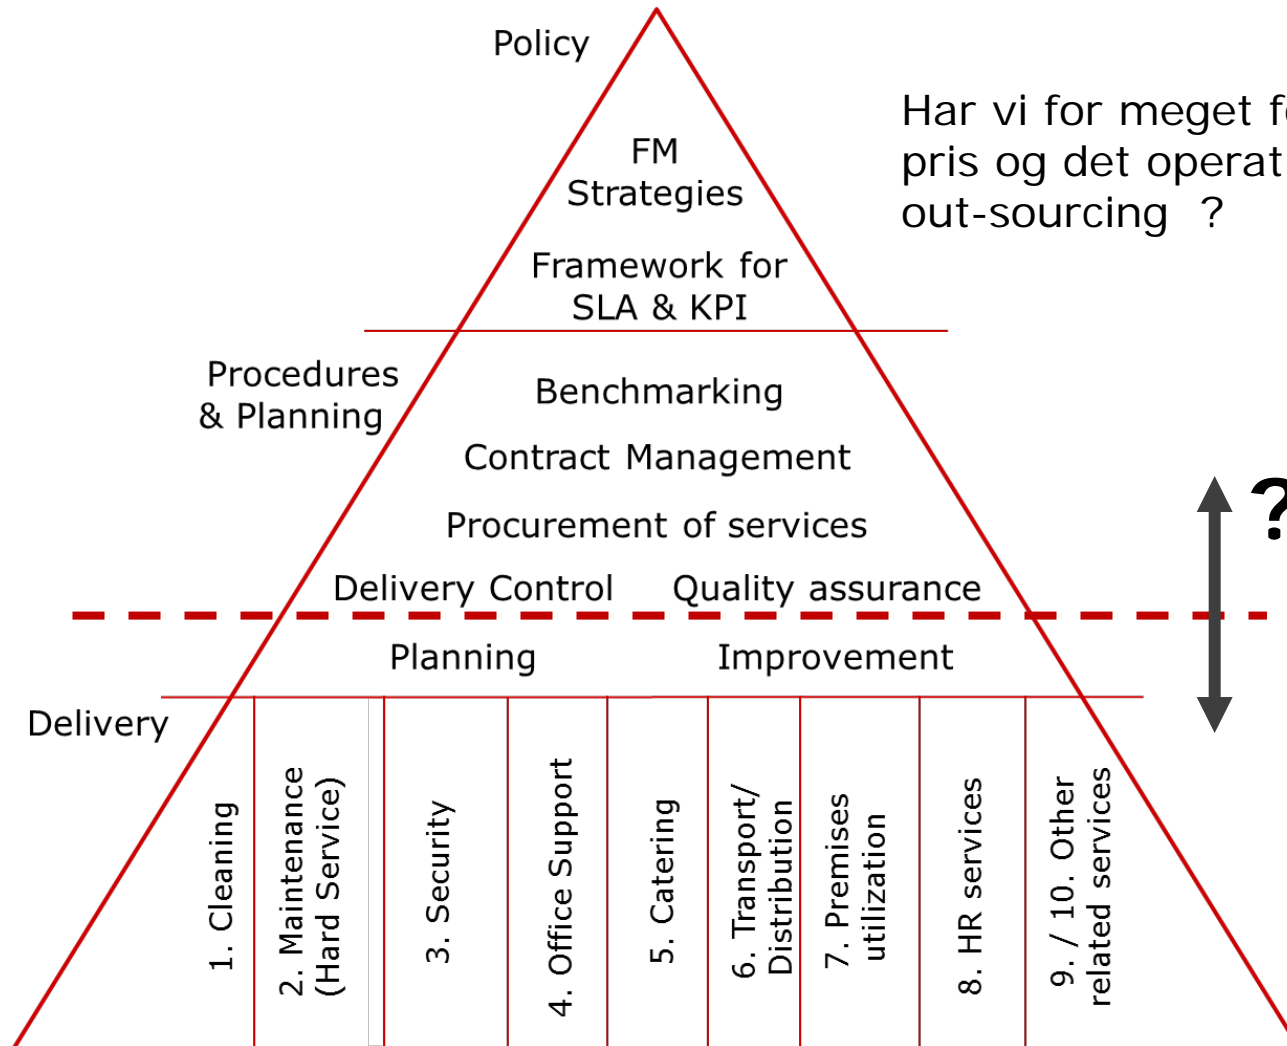 Policy
Har vi for meget
pris og det
out-sourcing ?
FM
Strategies
Framework for
SLA & KPI
Procedures
& Planning
Benchmarking
Contract Management
Procurement of services
?
Delivery Control Quality assurance
Planning Improvement
Delivery
1. Cleaning
2. Maintenance
(Hard Service)
3. Security
4. Office Support
5. Catering
6. Transport/
Distribution
7. Premises
utilization
8. HR services
9. / 10. Other
related services